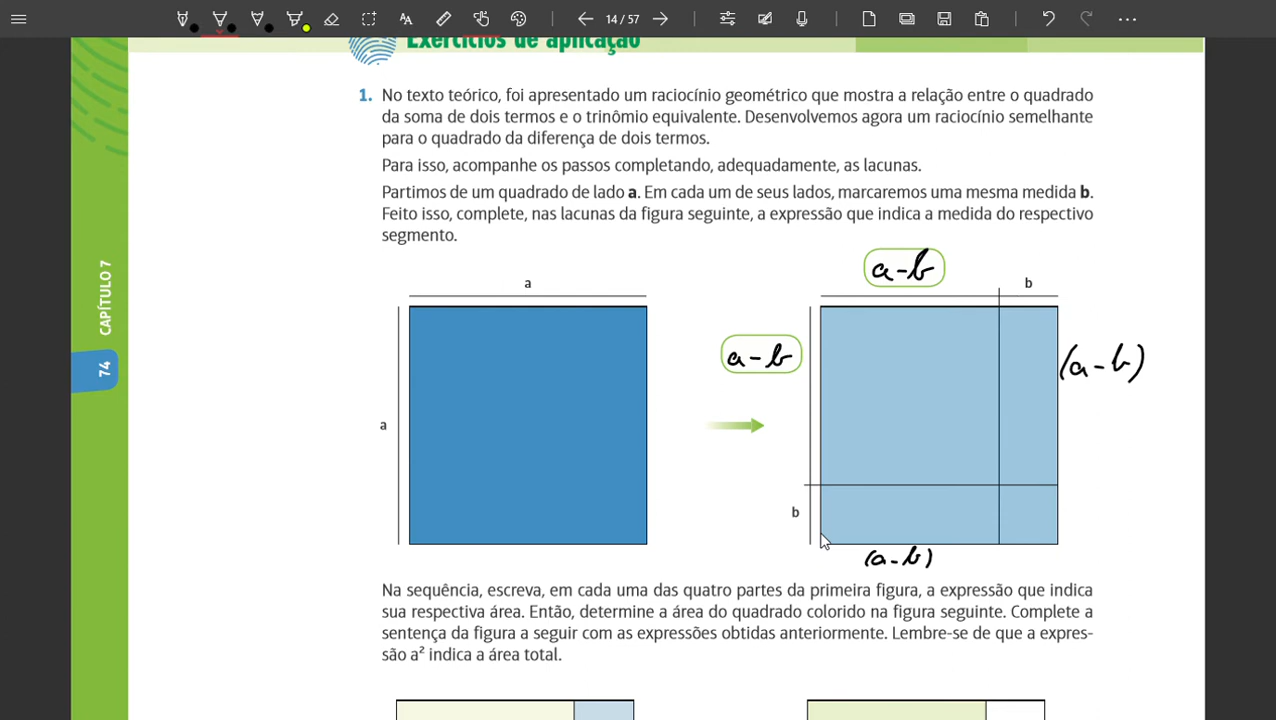 14 / 57
Exercícios de aplicação
1. No texto teórico, foi apresentado um raciocínio geométrico que mostra a relação entre o quadrado
da soma de dois termos e o trinômio equivalente. Desenvolvemos agora um raciocínio semelhante
para o quadrado da diferença de dois termos.
Para isso, acompanhe os passos completando, adequadamente, as lacunas.
Partimos de um quadrado de lado a. Em cada um de seus lados, marcaremos uma mesma medida b.
Feito isso, complete, nas lacunas da figura seguinte, a expressão que indica a medida do respectivo
segmento.
a-b
a
b
a-b
(a-b)
a
b
(a-b)
CAPÍTULO 7
74
Na sequência, escreva, em cada uma das quatro partes da primeira figura, a expressão que indica
sua respectiva área. Então, determine a área do quadrado colorido na figura seguinte. Complete a
sentença da figura a seguir com as expressões obtidas anteriormente. Lembre-se de que a expres-
são a² indica a área total.